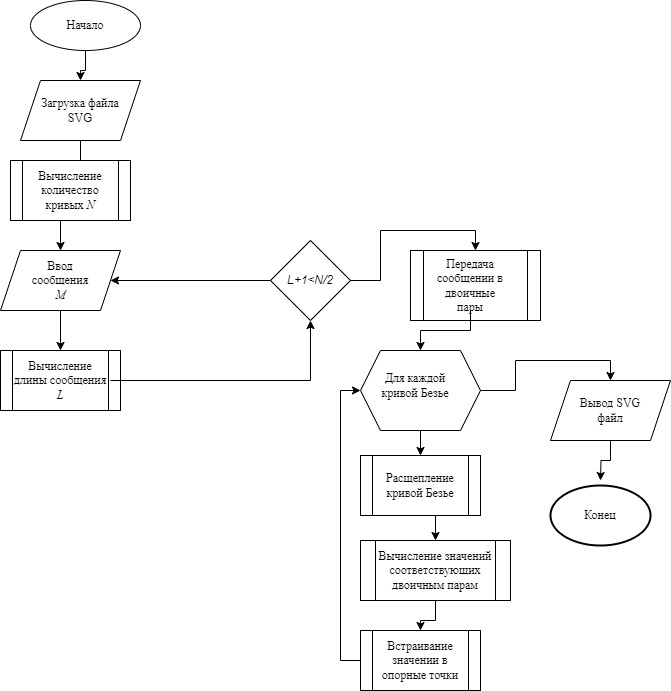 Начало
Загрузка файла
SVG
Вычисление
количество
кривых N
Ввод
сообщения
M
Вычисление
длины сообщения
L
L+1<N/2
Передача
сообщении в
двоичные
пары
Для каждой
кривой Безье
Расщепление
кривой Безье
Вычисление значений
соответствующих
двоичным парам
Встраивание
значении в
опорные точки
Вывод SVG
файл
Конец